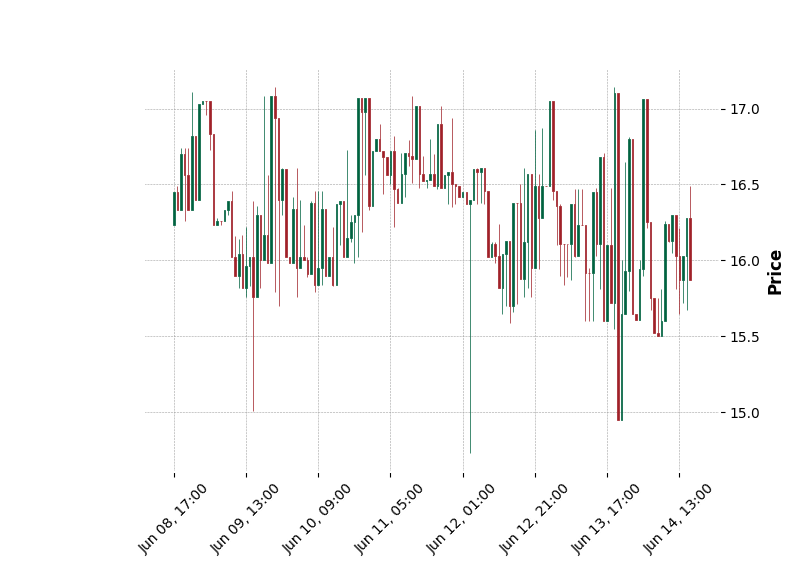 17.0
16.5
16.0
15.5
15.0
Price
Jun 08, 17:00
Jun 09, 13:00
Jun 10, 09:00
Jun 11, 05:00
Jun 12, 01:00
Jun 12, 21:00
Jun 13, 17:00
Jun 14, 13:00